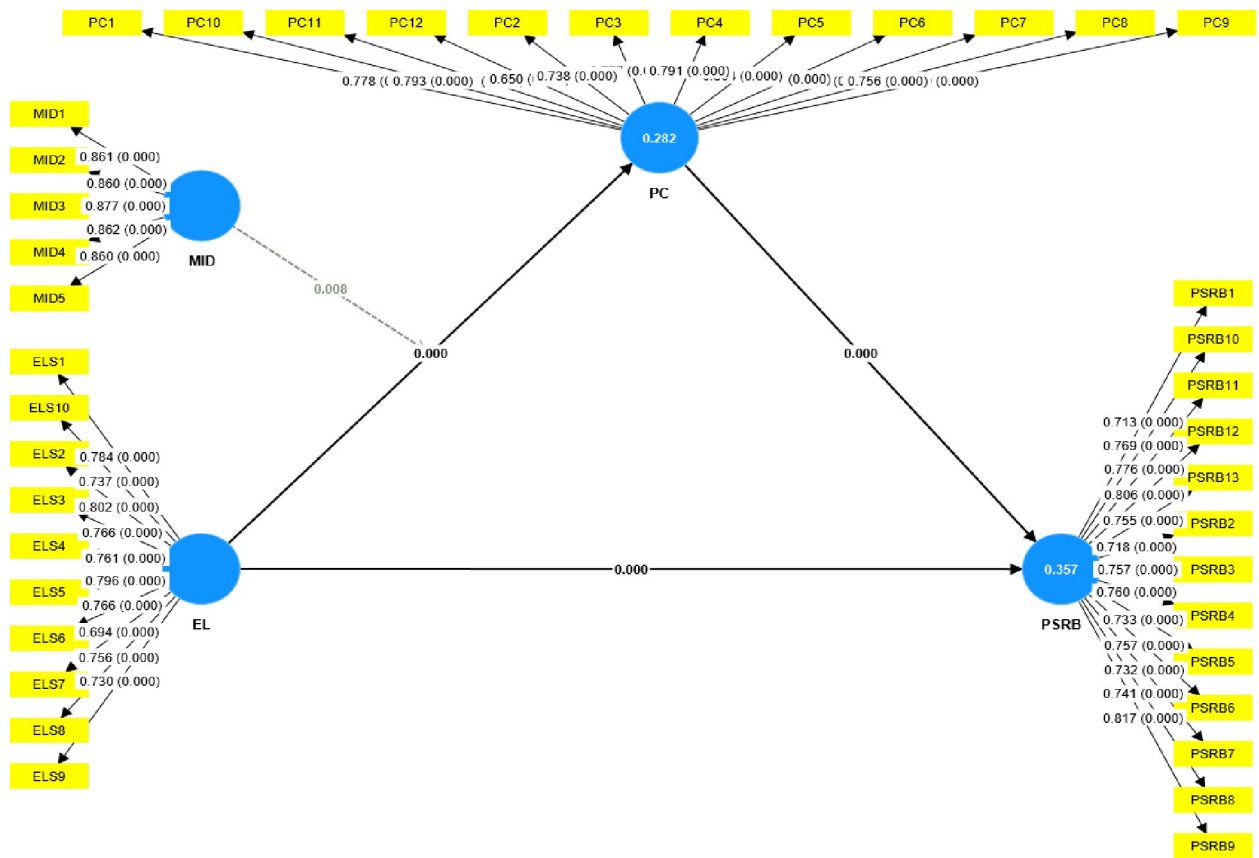 PC1 PC10 PC11 PC12 PC2 PC3 PC4 PC5 PC6 PC7 PC8 PC9
0.778 0.793 (0.000) 0.650 (0.000) 0.738 (0.000) 0.791 (0.000) (0.000) (0.000) 0.756 (0.000) (0.000)
0.282
PC
MID1
MID2
MID3
MID4
MID5
0.861 (0.000)
0.860 (0.000)
0.877 (0.000)
0.862 (0.000)
0.860 (0.000)
MID
0.008
0.000
0.000
ELS1
ELS10
ELS2
ELS3
ELS4
ELS5
ELS6
ELS7
ELS8
ELS9
0.784 (0.000)
0.737 (0.000)
0.802 (0.000)
0.766 (0.000)
0.761 (0.000)
0.796 (0.000)
0.766 (0.000)
0.694 (0.000)
0.756 (0.000)
0.730 (0.000)
EL
0.000
0.357
PSRB
0.713 (0.000)
0.769 (0.000)
0.776 (0.000)
0.806 (0.000)
0.755 (0.000)
0.718 (0.000)
0.757 (0.000)
0.760 (0.000)
0.733 (0.000)
0.757 (0.000)
0.732 (0.000)
0.741 (0.000)
0.817 (0.000)
PSRB1
PSRB10
PSRB11
PSRB12
PSRB13
PSRB2
PSRB3
PSRB4
PSRB5
PSRB6
PSRB7
PSRB8
PSRB9